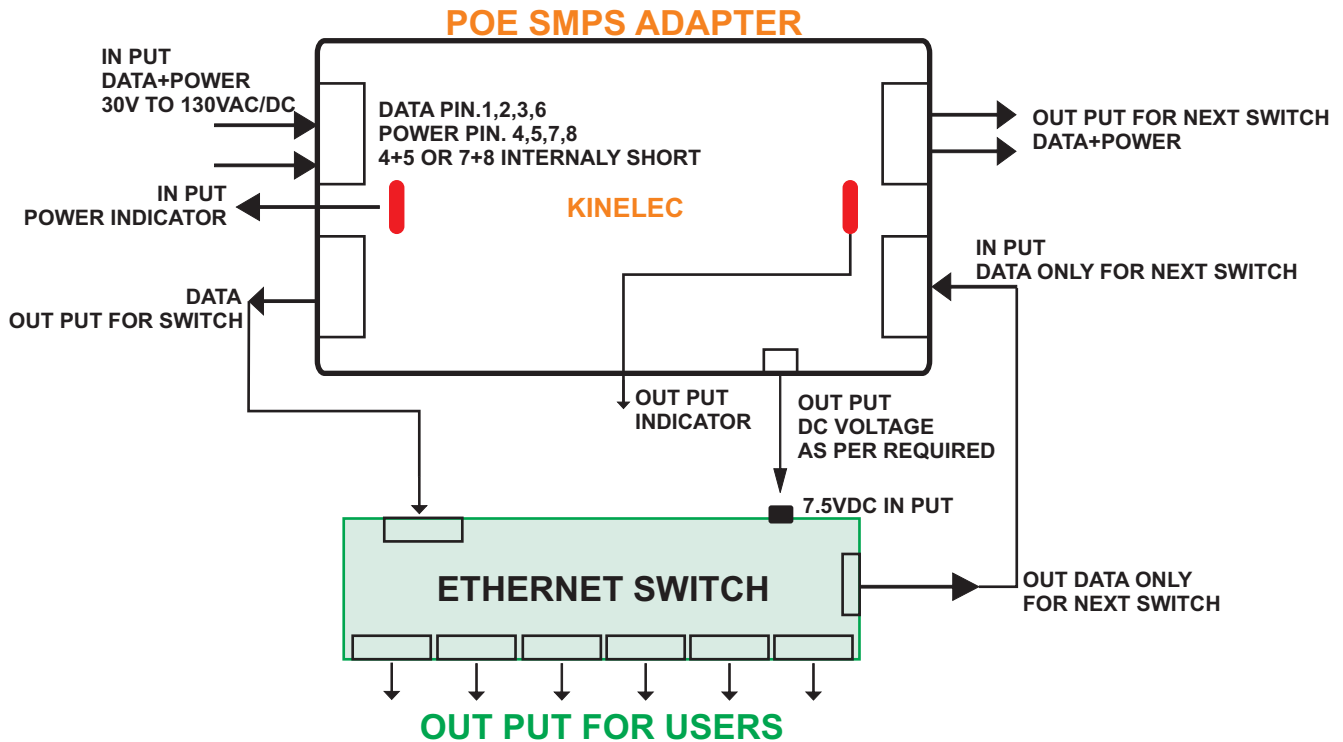 POE SMPS ADAPTER
IN PUT
DATA+POWER
30V TO 130VAC/DC
DATA PIN.1,2,3,6
POWER PIN. 4,5,7,8
4+5 OR 7+8 INTERNALY SHORT
OUT PUT FOR NEXT SWITCH
DATA+POWER
IN PUT
POWER INDICATOR
KINELEC
IN PUT
DATA ONLY FOR NEXT SWITCH
DATA
OUT PUT FOR SWITCH
OUT PUT
INDICATOR
OUT PUT
DC VOLTAGE
AS PER REQUIRED
7.5VDC IN PUT
ETHERNET SWITCH
OUT DATA ONLY
FOR NEXT SWITCH
OUT PUT FOR USERS